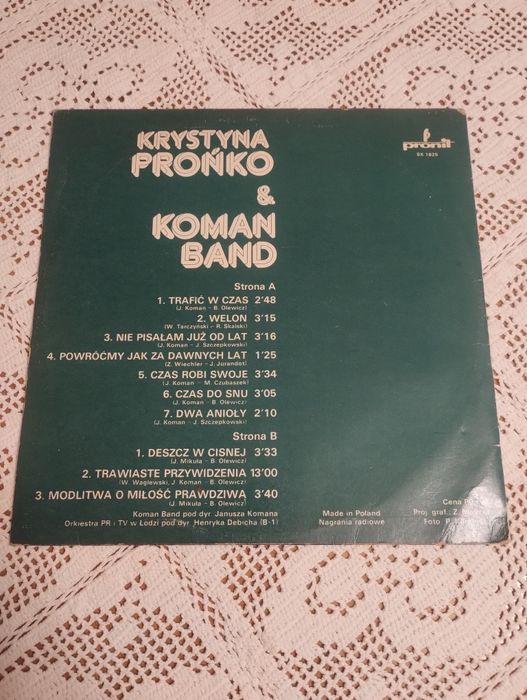 KRYSTYNA
PROŃKO
&
KOMAN
BAND
pronit
SX 1825
Strona A
1. TRAFIĆ W CZAS 2'48
(J. Koman – B. Olewicz)
2. WELON 3'15
(W. Tarczyński – R. Skalski)
3. NIE PISAŁAM JUŻ OD LAT 3'16
(J. Koman – J. Szczepkowski)
4. POWRÓĆMY JAK ZA DAWNYCH LAT 1'25
(Z. Wiechler – J. Jurandot)
5. CZAS ROBI SWOJE 3'34
(J. Koman – M. Czubaszek)
6. CZAS DO SNU 3'05
(J. Koman – B. Olewicz)
7. DWA ANIOŁY 2'10
(J. Koman – J. Szczepkowski)
Strona B
1. DESZCZ W CISNEJ 3'33
(J. Mikuła – B. Olewicz)
2. TRAWIASTE PRZYWIDZENIA 13'00
(W. Waglewski, J. Koman – B. Olewicz)
3. MODLITWA O MIŁOŚĆ PRAWDZIWĄ 3'40
(J. Mikuła – B. Olewicz)
Koman Band pod dyr. Janusza Komana
Orkiestra PR i TV w Łodzi pod dyr. Henryka Debicha (B-1)
Made in Poland
Nagrania radiowe
Cena
Proj. graf.: Z.
Foto: P.